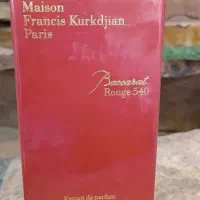 Maison
Francis Kurkdjian
Paris
Baccarat
Rouge 540
Extrait de parfum